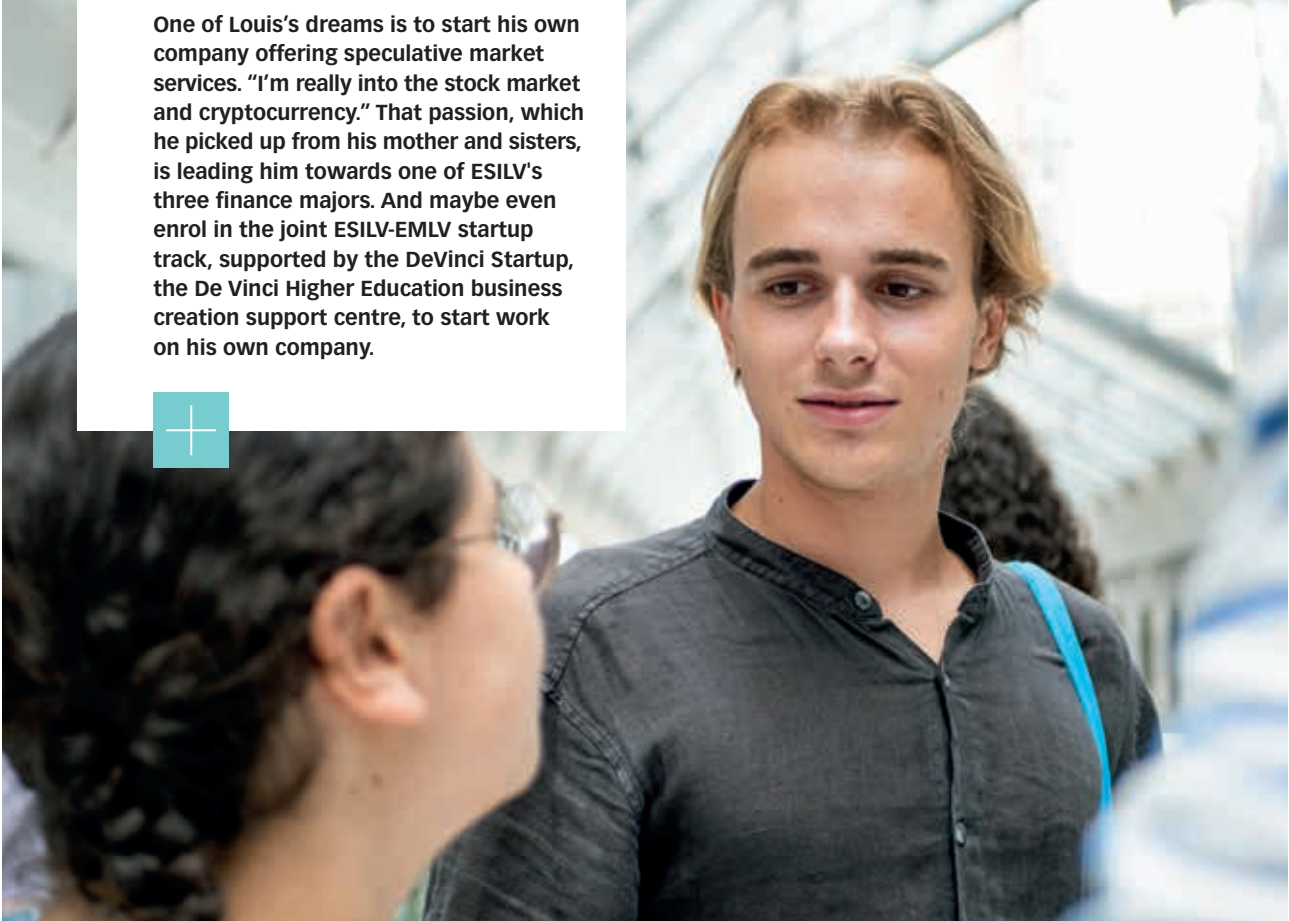 One of Louis’s dreams is to start his own
company offering speculative market
services. “I’m really into the stock market
and cryptocurrency.” That passion, which
he picked up from his mother and sisters,
is leading him towards one of ESILV's
three finance majors. And maybe even
enrol in the joint ESILV-EMLV startup
track, supported by the DeVinci Startup,
the De Vinci Higher Education business
creation support centre, to start work
on his own company.